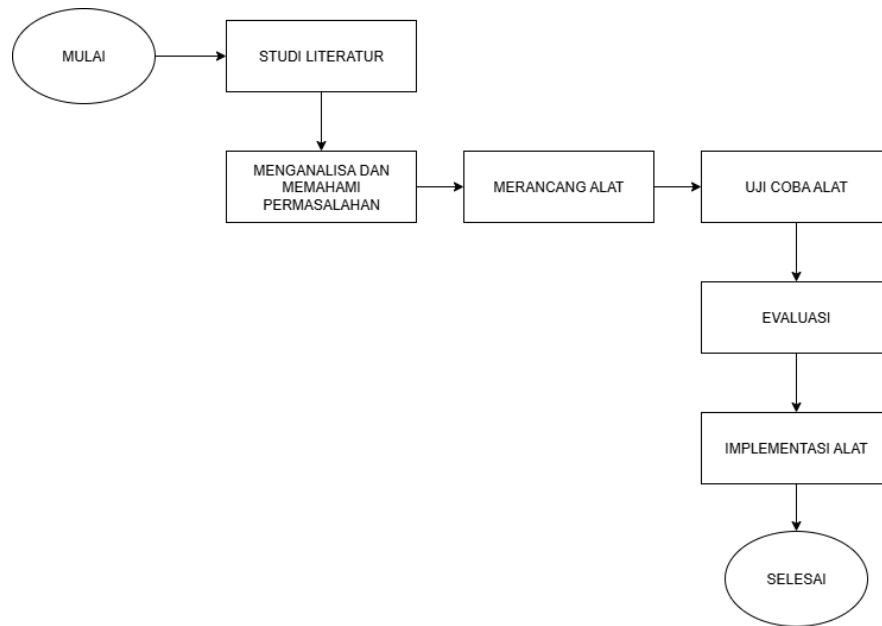 MULAI
STUDI LITERATUR
MENGANALISA DAN
MEMAHAMI
PERMASALAHAN
MERANCANG ALAT
UJI COBA ALAT
EVALUASI
IMPLEMENTASI ALAT
SELESAI